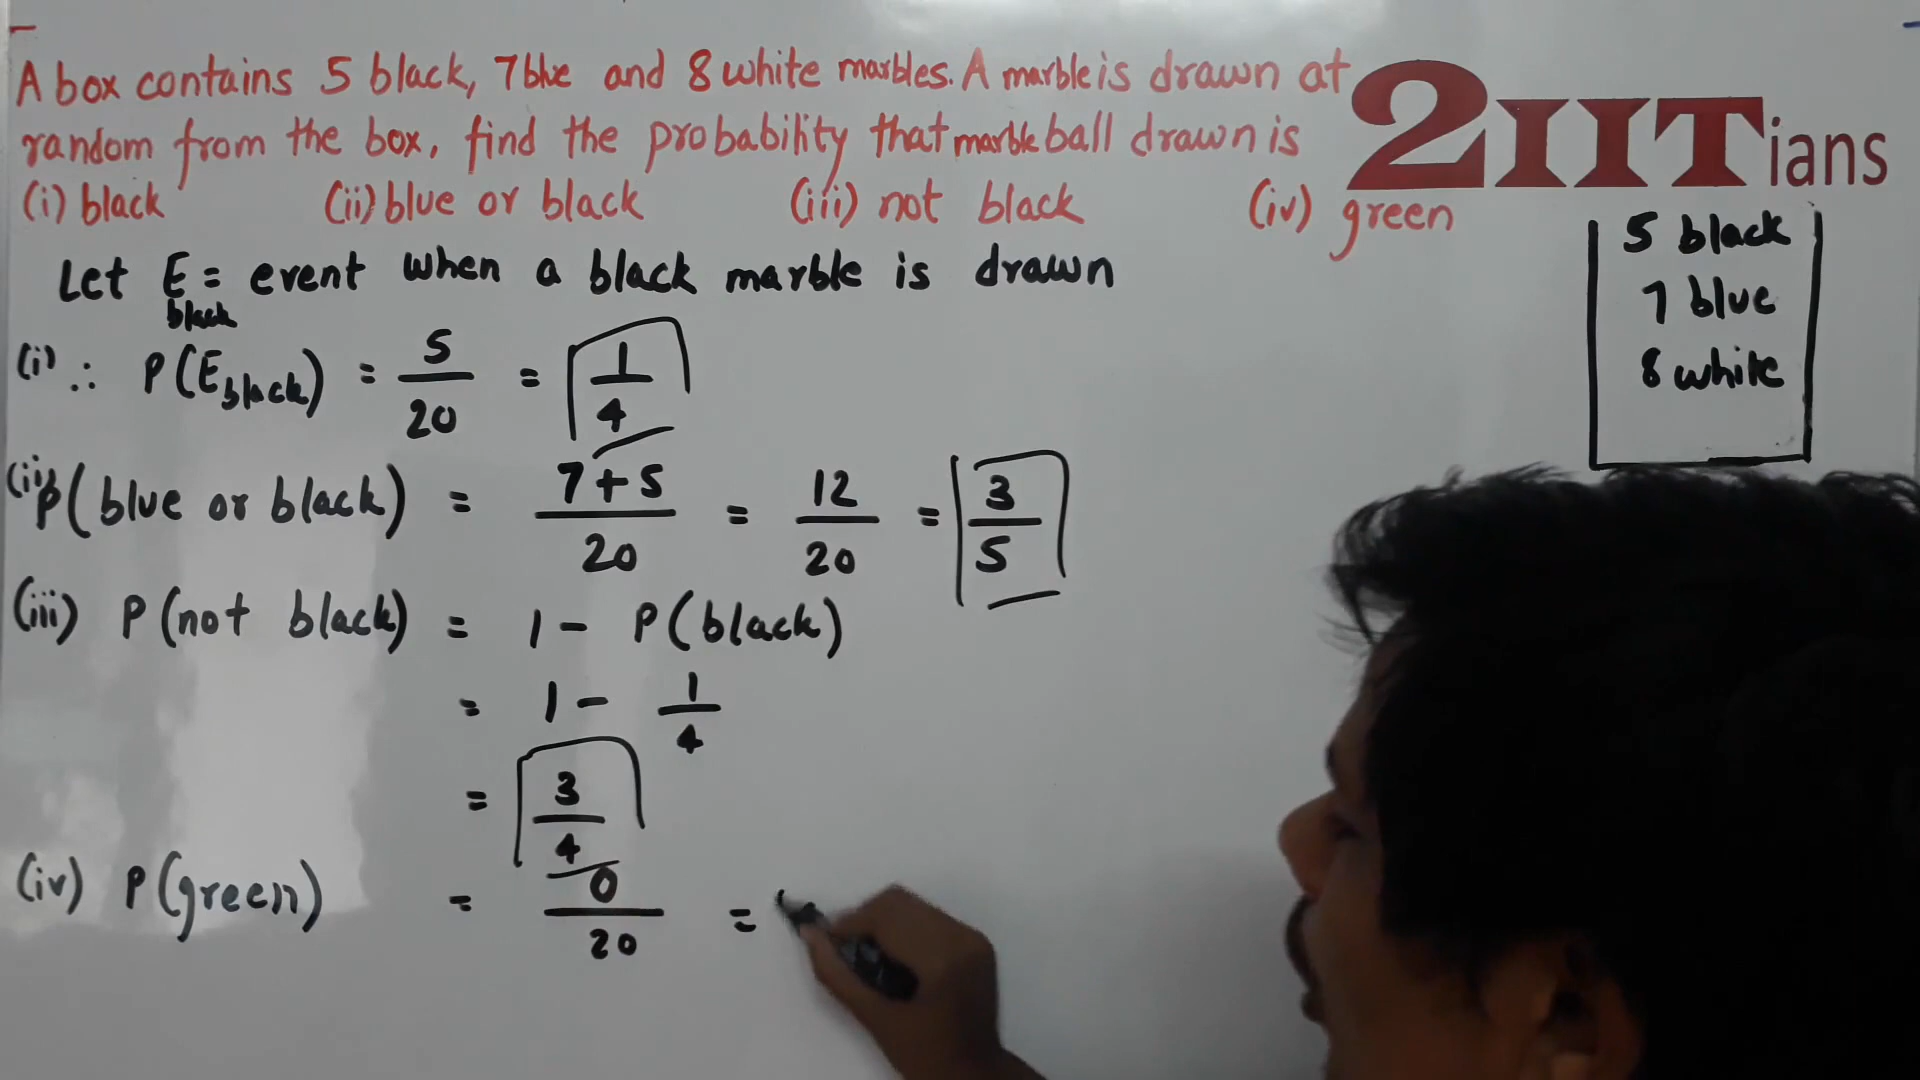 A box contains 5 black, 7 blue and 8 white marbles. A marble is drawn at
random from the box, find the probability that marble ball drawn is
(i) black (ii) blue or black (iii) not black (iv) green
2IITians
5 black
7 blue
8 white
Let E black = event when a black marble is drawn
(i) ∴ P(E black) = 5/20 = 1/4
(ii) P(blue or black) = 7+5/20 = 12/20 = 3/5
(iii) P(not black) = 1 - P(black)
= 1 - 1/4
= 3/4
(iv) P(green) = 0/20 =